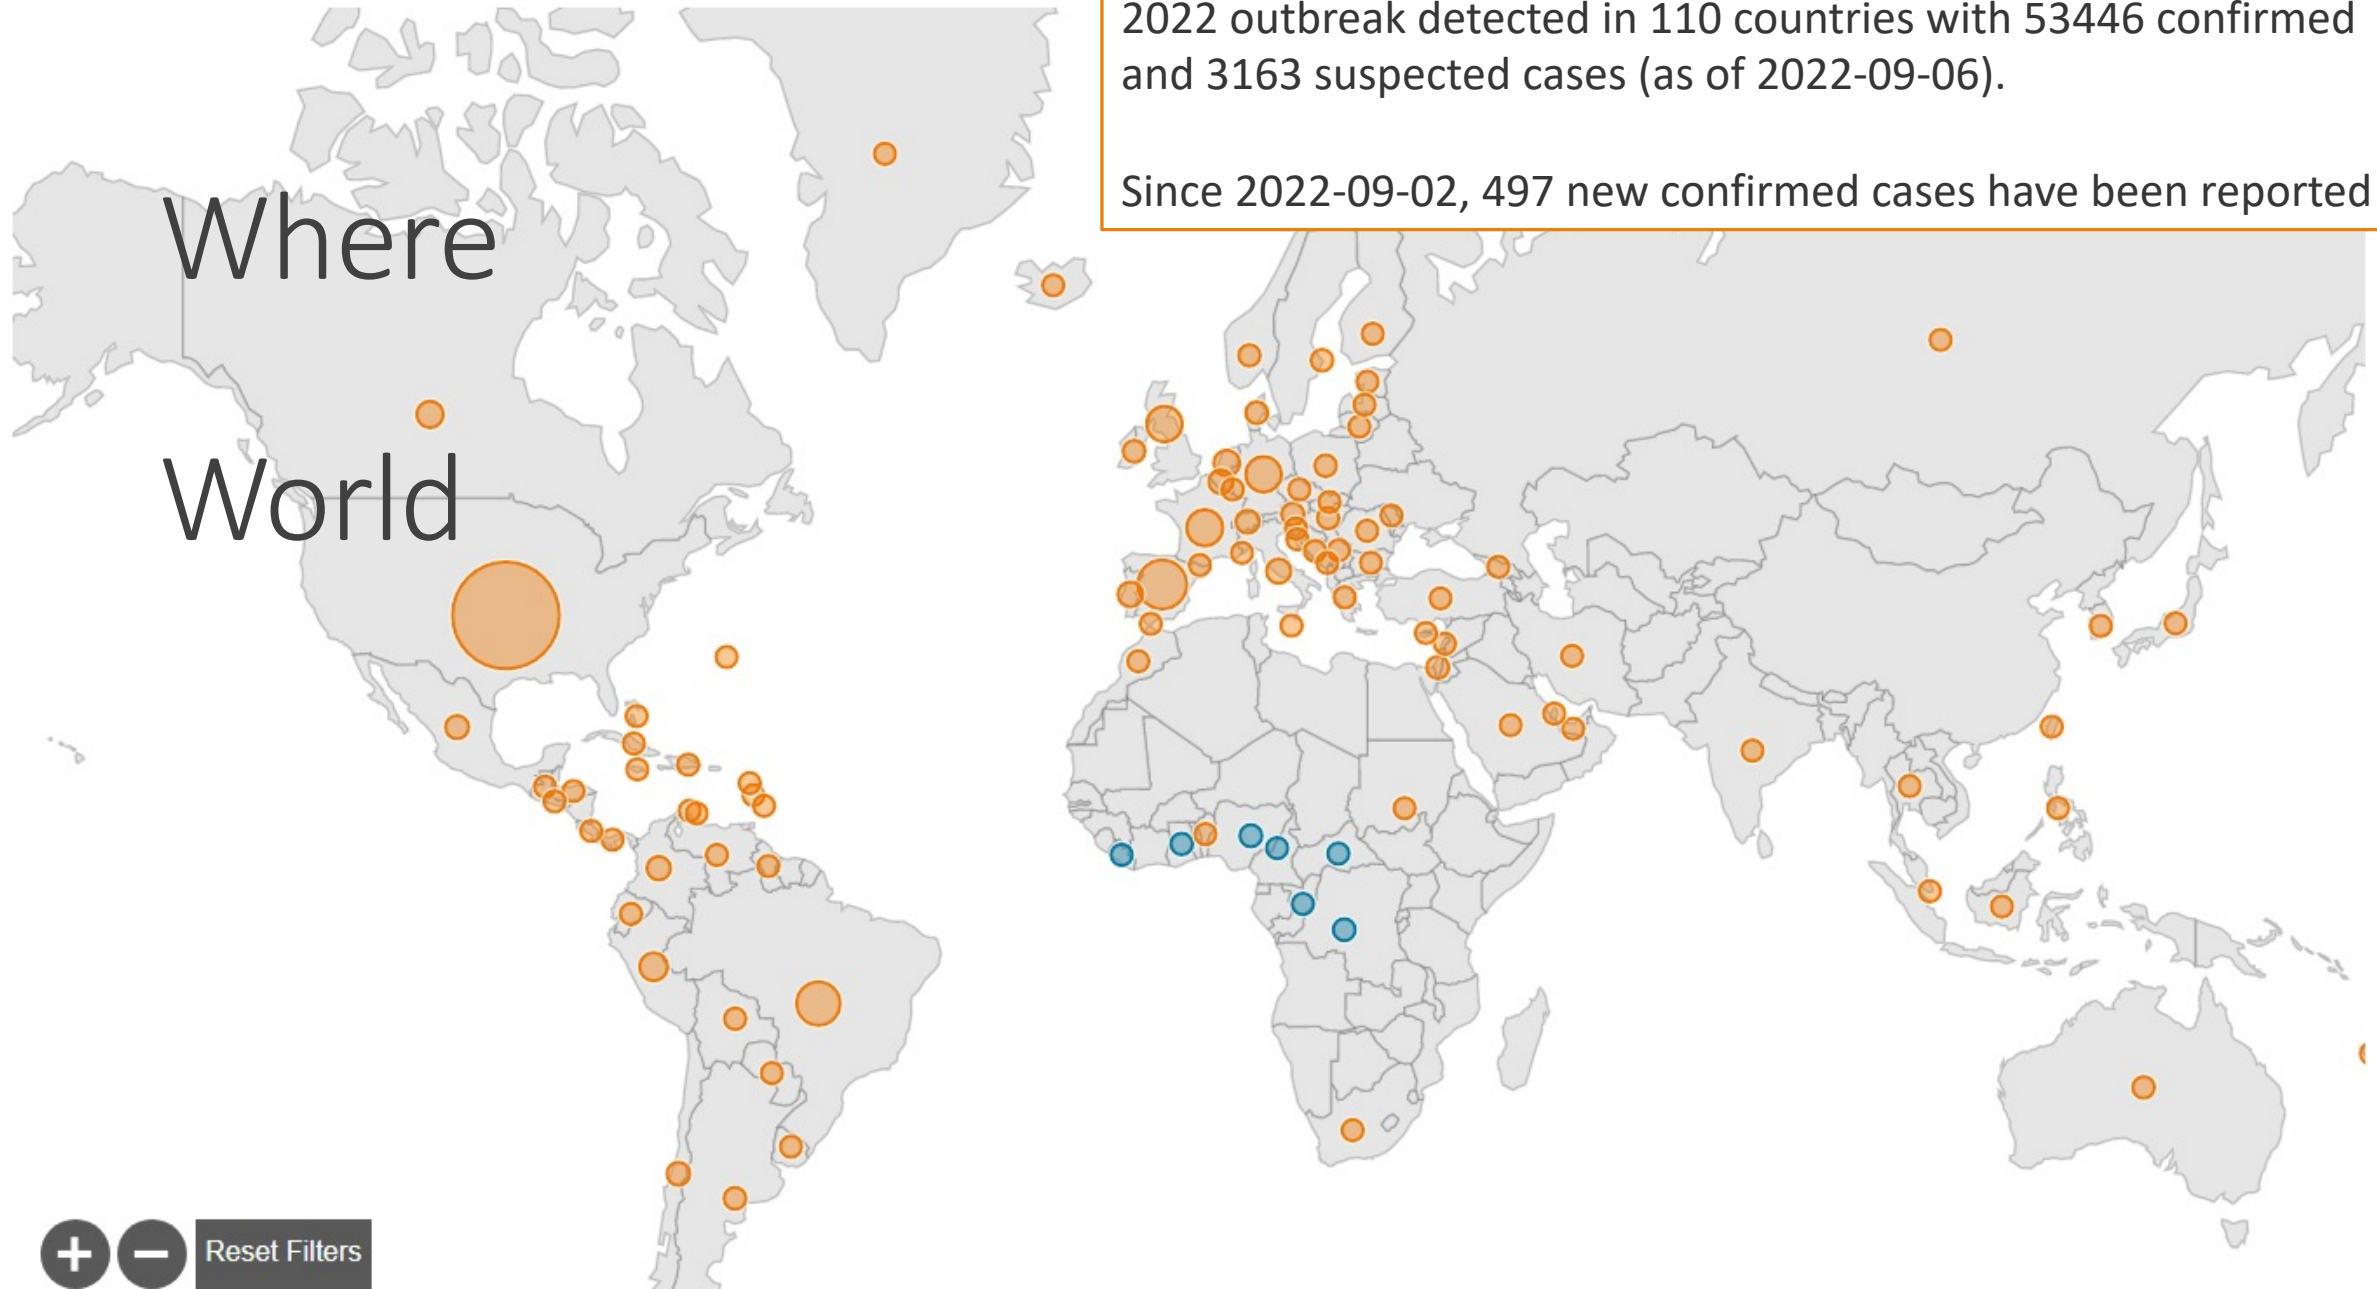 2022 outbreak detected in 110 countries with 53446 confirmed
and 3163 suspected cases (as of 2022-09-06).
Since 2022-09-02, 497 new confirmed cases have been reported
Where
World
Reset Filters